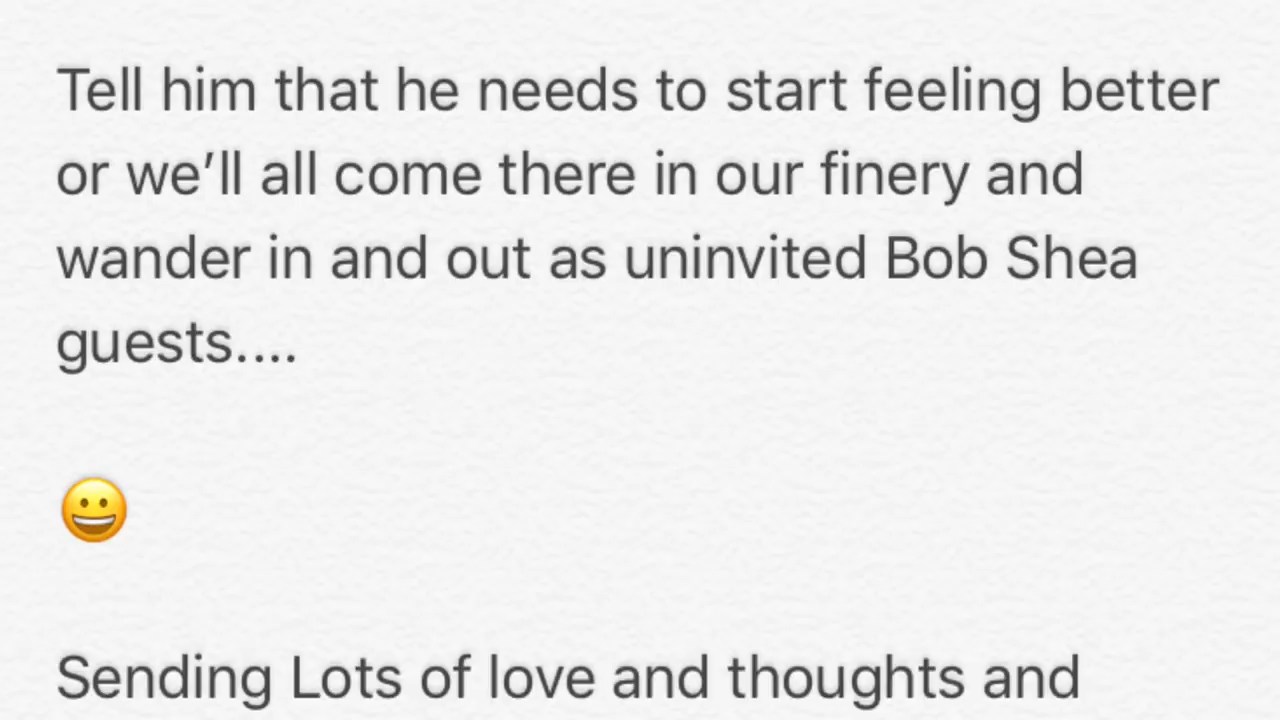 Tell him that he needs to start feeling better
or we’ll all come there in our finery and
wander in and out as uninvited Bob Shea
guests....
😀
Sending Lots of love and thoughts and